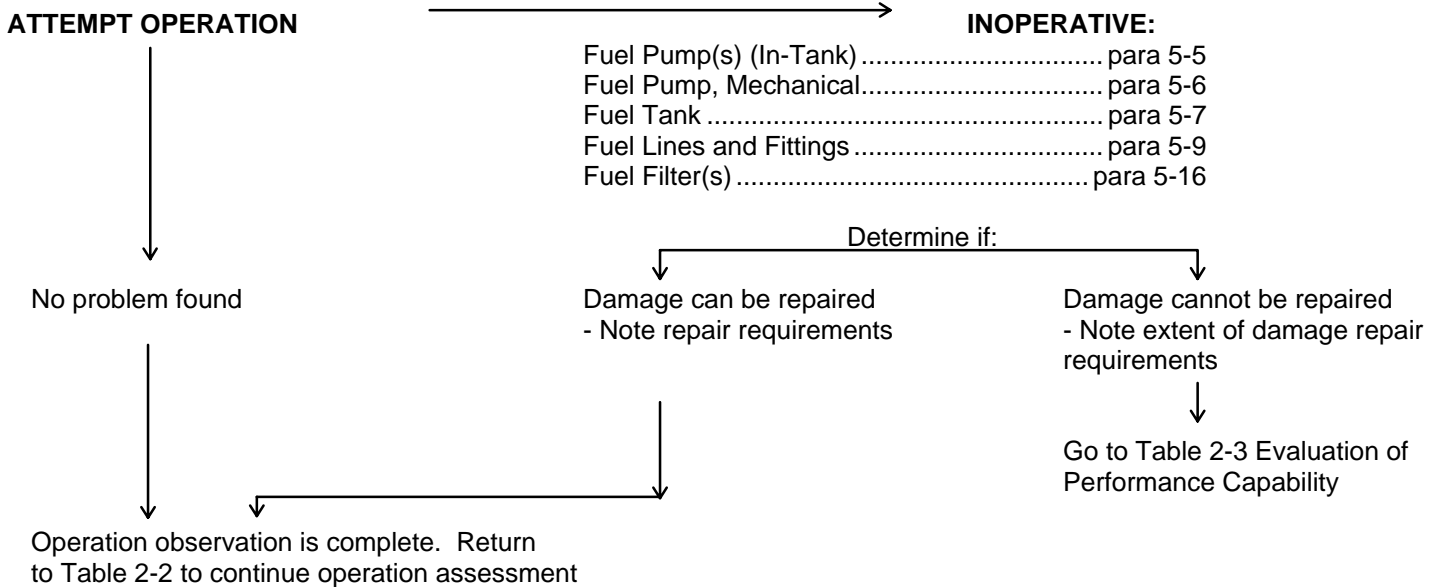 ATTEMPT OPERATION
INOPERATIVE:
Fuel Pump(s) (In-Tank) ................................. para 5-5
Fuel Pump, Mechanical................................. para 5-6
Fuel Tank ...................................................... para 5-7
Fuel Lines and Fittings .................................. para 5-9
Fuel Filter(s) ................................................ para 5-16
Determine if:
No problem found
Damage can be repaired
- Note repair requirements
Damage cannot be repaired
- Note extent of damage repair
requirements
Go to Table 2-3 Evaluation of
Performance Capability
Operation observation is complete.  Return
to Table 2-2 to continue operation assessment